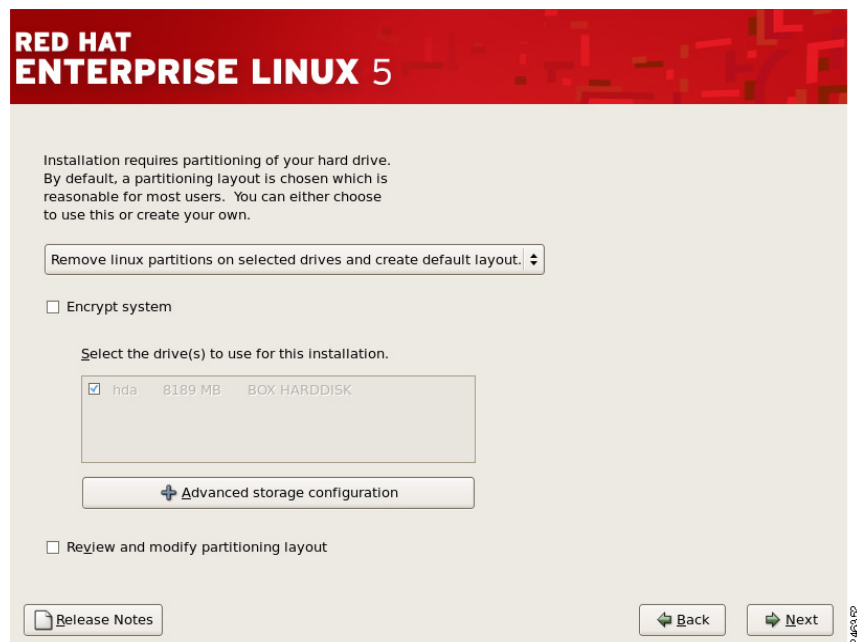 RED HAT
ENTERPRISE LINUX 5
Installation requires partitioning of your hard drive.
By default, a partitioning layout is chosen which is
reasonable for most users. You can either choose
to use this or create your own.
Remove linux partitions on selected drives and create default layout.
Encrypt system
Select the drive(s) to use for this installation.
hda 8189 MB BOX HARDDISK
Advanced storage configuration
Review and modify partitioning layout
Release Notes
Back
Next